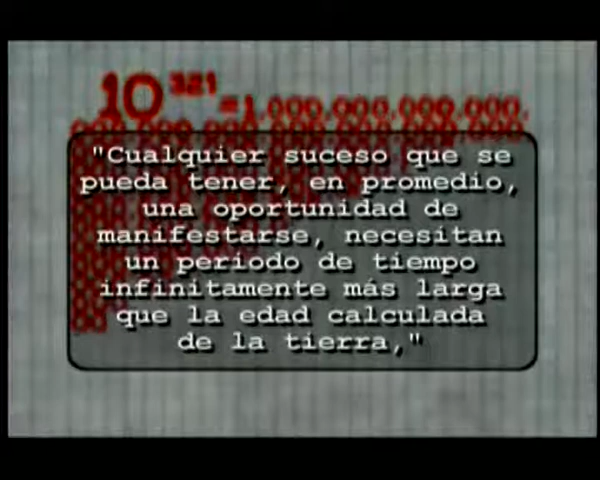 10³²¹=1.000.000.000.000.
"Cualquier suceso que se
pueda tener, en promedio,
una oportunidad de
manifestarse, necesitan
un periodo de tiempo
infinitamente más larga
que la edad calculada
de la tierra,"